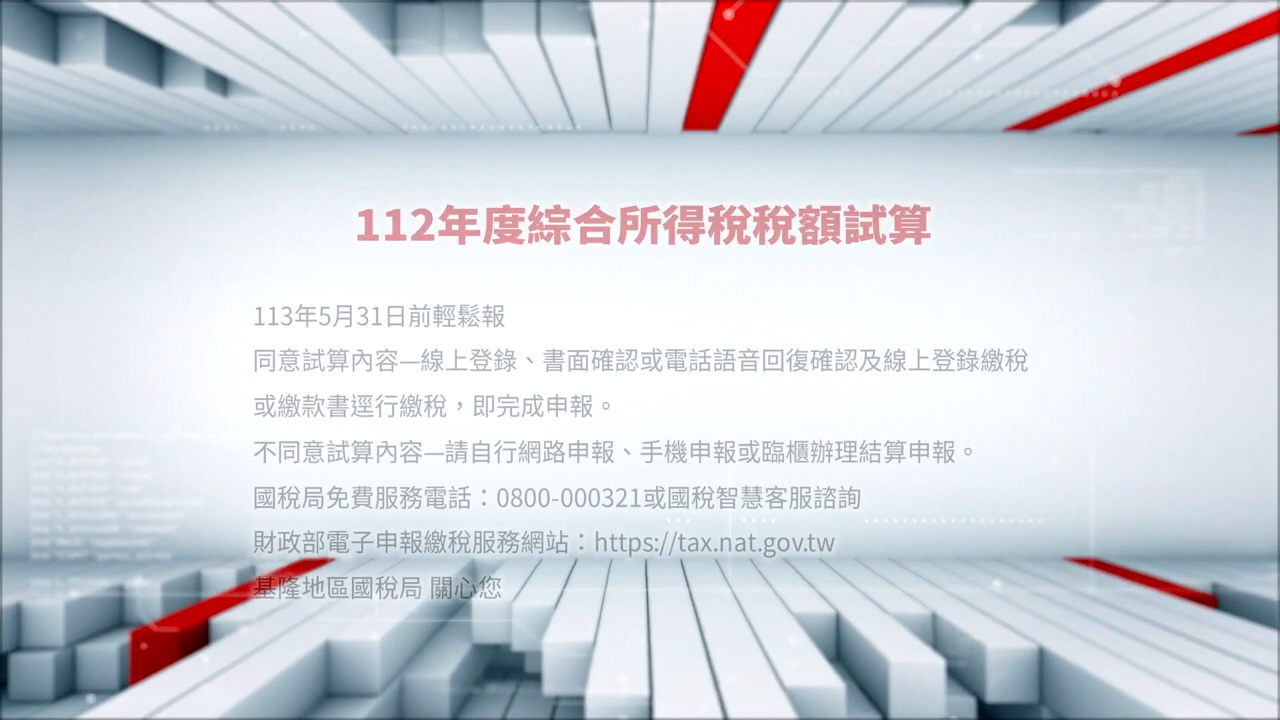 112年度綜合所得稅稅額試算
113年5月31日前輕鬆報
同意試算內容—線上登錄、書面確認或電話語音回復確認及線上登錄繳稅
或繳款書逕行繳稅，即完成申報。
不同意試算內容—請自行網路申報、手機申報或臨櫃辦理結算申報。
國稅局免費服務電話：0800-000321或國稅智慧客服諮詢
財政部電子申報繳稅服務網站：https://tax.nat.gov.tw
基隆地區國稅局 關心您